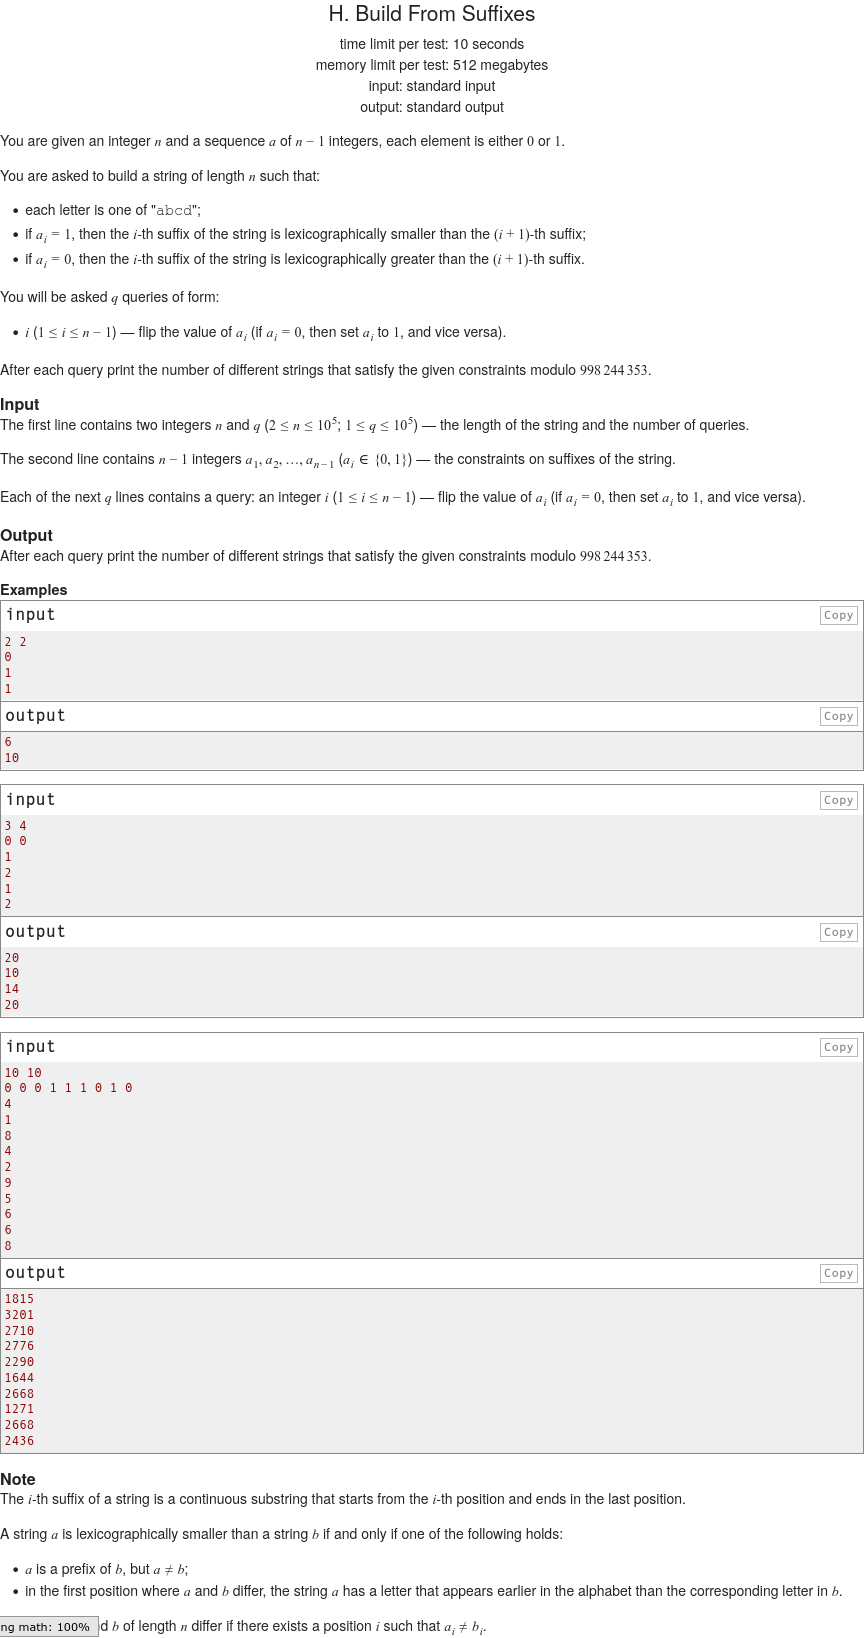 H. Build From Suffixes
time limit per test: 10 seconds
memory limit per test: 512 megabytes
input: standard input
output: standard output
You are given an integer n and a sequence a of n − 1 integers, each element is either 0 or 1.
You are asked to build a string of length n such that:
• each letter is one of "abcd";
• if a_i = 1, then the i-th suffix of the string is lexicographically smaller than the (i + 1)-th suffix;
• if a_i = 0, then the i-th suffix of the string is lexicographically greater than the (i + 1)-th suffix.
You will be asked q queries of form:
• i (1 ≤ i ≤ n − 1) — flip the value of a_i (if a_i = 0, then set a_i to 1, and vice versa).
After each query print the number of different strings that satisfy the given constraints modulo 998 244 353.
Input
The first line contains two integers n and q (2 ≤ n ≤ 10^5; 1 ≤ q ≤ 10^5) — the length of the string and the number of queries.
The second line contains n − 1 integers a_1, a_2, …, a_{n−1} (a_i ∈ {0, 1}) — the constraints on suffixes of the string.
Each of the next q lines contains a query: an integer i (1 ≤ i ≤ n − 1) — flip the value of a_i (if a_i = 0, then set a_i to 1, and vice versa).
Output
After each query print the number of different strings that satisfy the given constraints modulo 998 244 353.
Examples
input Copy
2 2
0
1
1
output Copy
6
10
input Copy
3 4
0 0
1
2
1
2
output Copy
20
10
14
20
input Copy
10 10
0 0 0 1 1 1 0 1 0
4
1
8
4
2
9
5
6
6
8
output Copy
1815
3201
2710
2776
2290
1644
2668
1271
2668
2436
Note
The i-th suffix of a string is a continuous substring that starts from the i-th position and ends in the last position.
A string a is lexicographically smaller than a string b if and only if one of the following holds:
• a is a prefix of b, but a ≠ b;
• in the first position where a and b differ, the string a has a letter that appears earlier in the alphabet than the corresponding letter in b.
ng math: 100% d b of length n differ if there exists a position i such that a_i ≠ b_i.